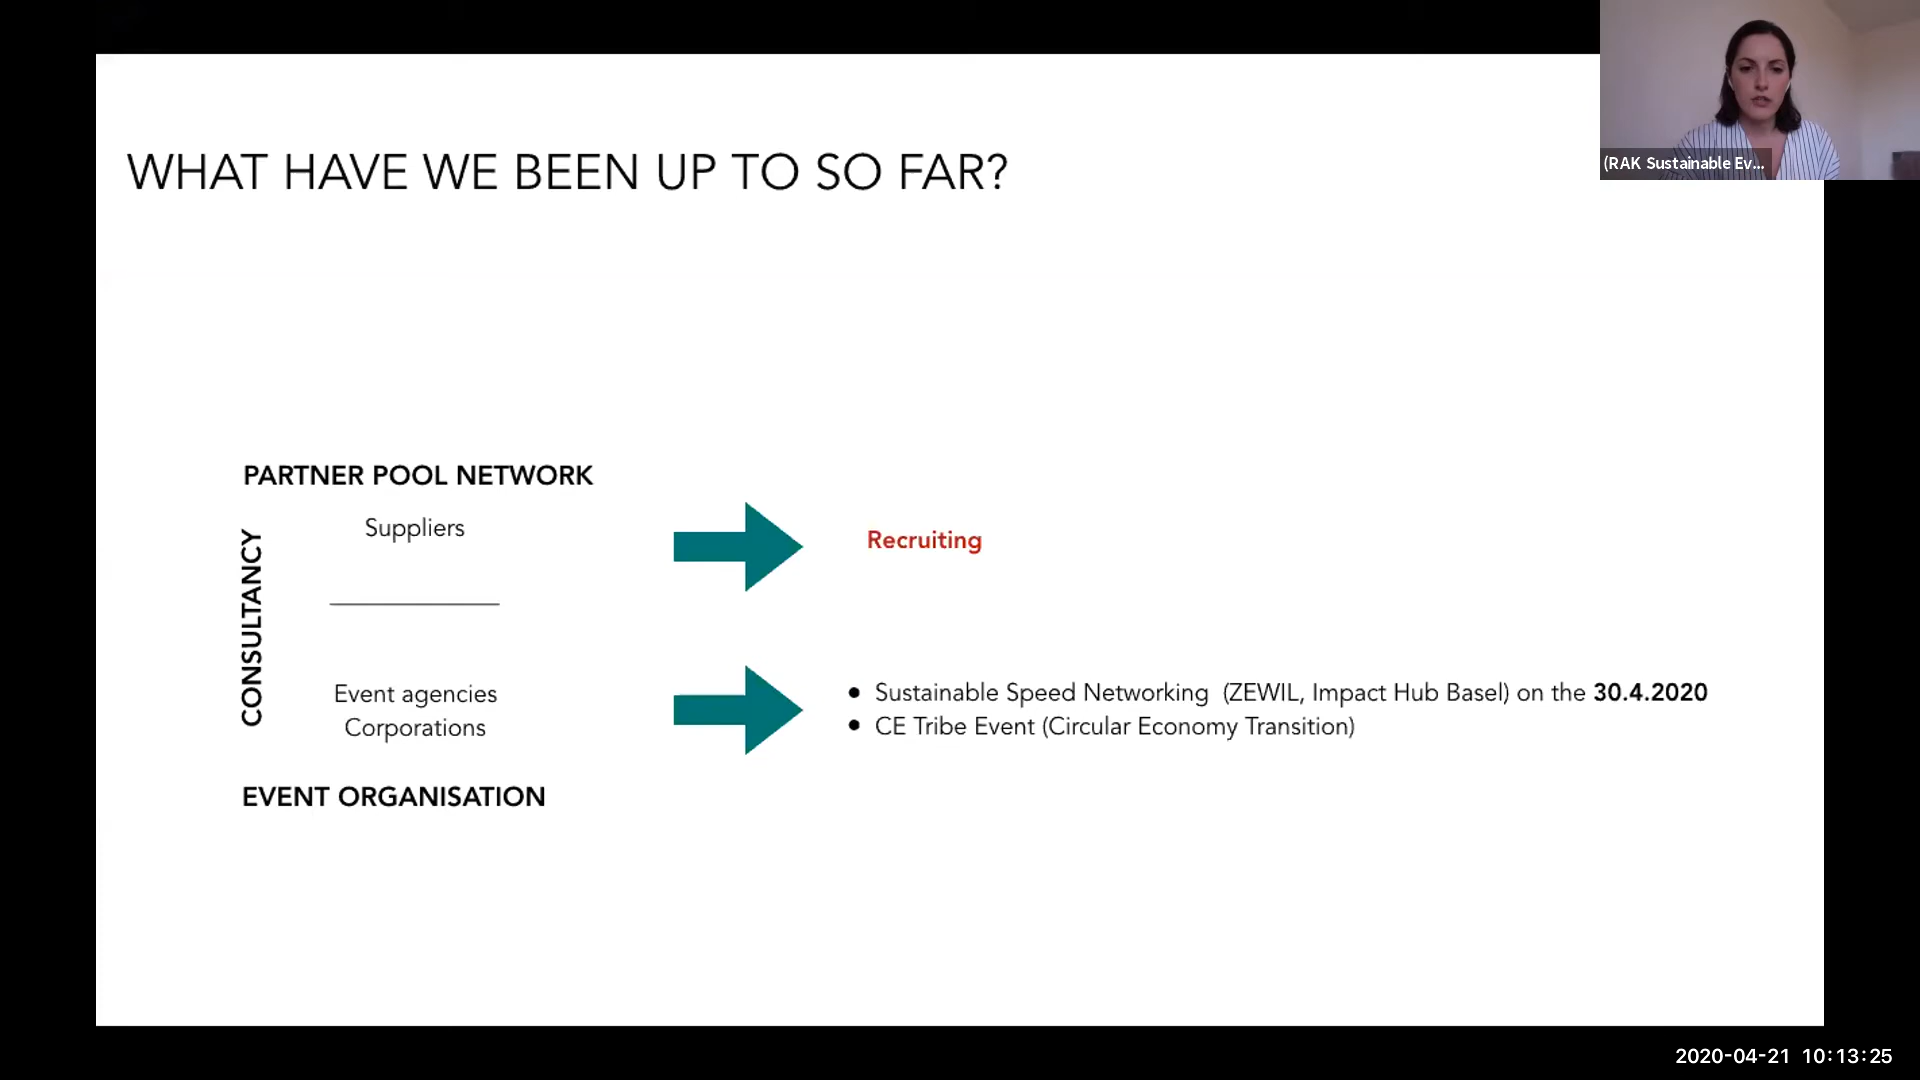 (RAK Sustainable Ev...
WHAT HAVE WE BEEN UP TO SO FAR?
PARTNER POOL NETWORK
CONSULTANCY
Suppliers
Recruiting
Event agencies
Corporations
• Sustainable Speed Networking (ZEWIL, Impact Hub Basel) on the 30.4.2020
• CE Tribe Event (Circular Economy Transition)
EVENT ORGANISATION
2020-04-21 10:13:25